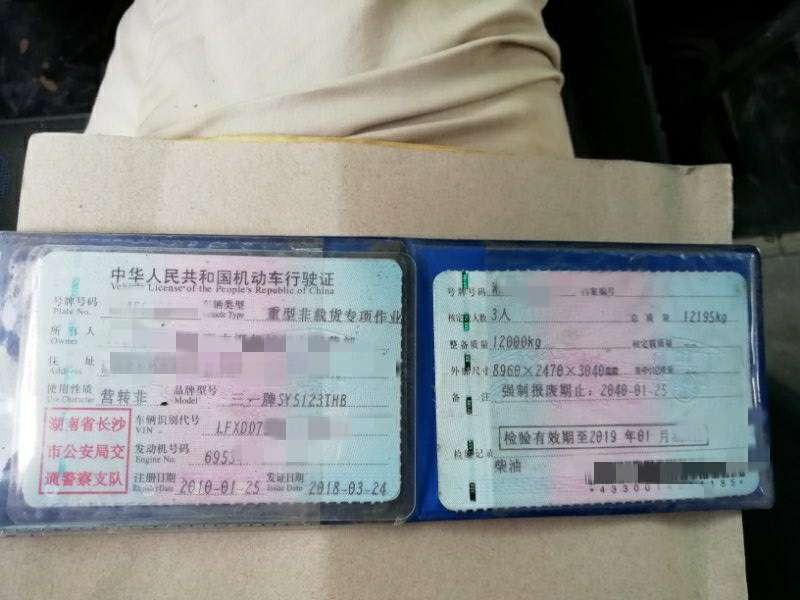 中华人民共和国机动车行驶证
Vehicle License of the People's Republic of China
号牌号码
Plate No.
车辆类型
Vehicle Type
重型非载货专项作业
所有人
Owner
住址
Address
使用性质
Use Character
营转非
品牌型号
Model
三一牌SY5123THB
湖南省长沙
市公安局交
通警察支队
车辆识别代号
VIN
LFXD07
发动机号码
Engine No.
6953
注册日期
Register Date
2010-01-25
发证日期
Issue Date
2018-03-24
号牌号码
档案编号
核定载人数 3人
总质量 12195kg
整备质量 12000kg
核定载质量
外廓尺寸 8960×2470×3040mm
备注 强制报废期止：2040-01-25
检验有效期至2019 年01 月
检验记录
柴油